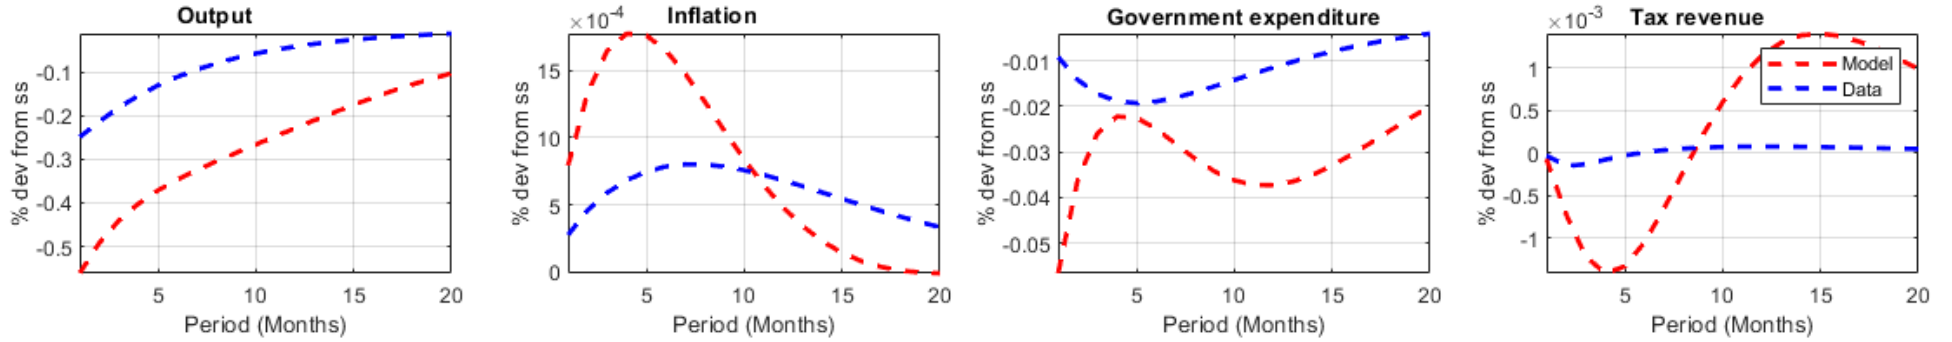 Output
% dev from ss
-0.1
-0.2
-0.3
-0.4
-0.5
5
10
15
20
Period (Months)
×10-4
Inflation
% dev from ss
15
10
5
0
5
10
15
20
Period (Months)
Government expenditure
% dev from ss
-0.01
-0.02
-0.03
-0.04
-0.05
5
10
15
20
Period (Months)
×10-3
Tax revenue
% dev from ss
1
0.5
0
-0.5
-1
5
10
15
20
Period (Months)
Model
Data